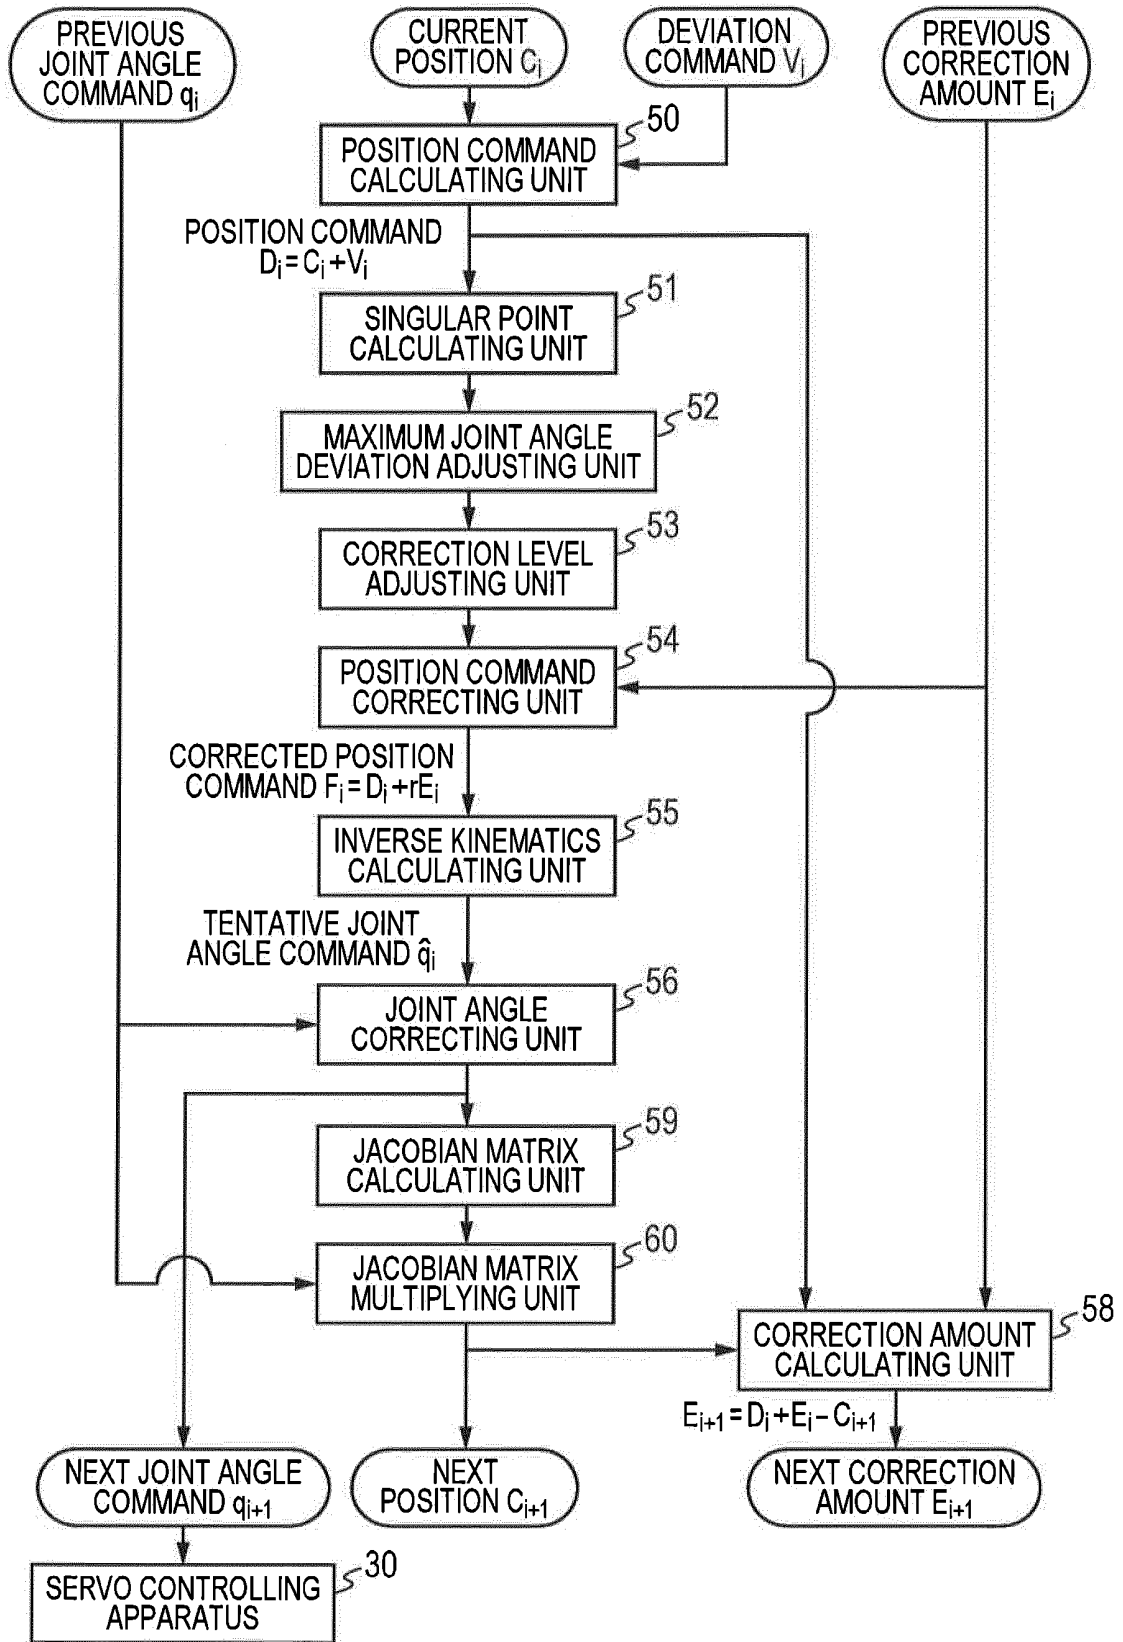 PREVIOUS
JOINT ANGLE
COMMAND qi
CURRENT
POSITION Ci
DEVIATION
COMMAND Vi
PREVIOUS
CORRECTION
AMOUNT Ei
50
POSITION COMMAND
CALCULATING UNIT
POSITION COMMAND
Di = Ci + Vi
51
SINGULAR POINT
CALCULATING UNIT
52
MAXIMUM JOINT ANGLE
DEVIATION ADJUSTING UNIT
53
CORRECTION LEVEL
ADJUSTING UNIT
54
POSITION COMMAND
CORRECTING UNIT
CORRECTED POSITION
COMMAND Fi = Di + rEi
55
INVERSE KINEMATICS
CALCULATING UNIT
TENTATIVE JOINT
ANGLE COMMAND q̂i
56
JOINT ANGLE
CORRECTING UNIT
59
JACOBIAN MATRIX
CALCULATING UNIT
60
JACOBIAN MATRIX
MULTIPLYING UNIT
58
CORRECTION AMOUNT
CALCULATING UNIT
Ei+1 = Di + Ei − Ci+1
NEXT JOINT ANGLE
COMMAND qi+1
NEXT
POSITION Ci+1
NEXT CORRECTION
AMOUNT Ei+1
30
SERVO CONTROLLING
APPARATUS